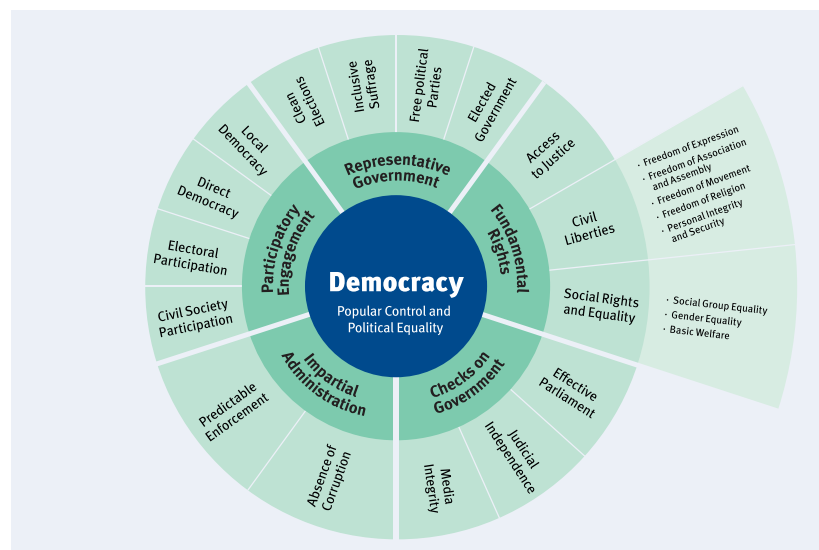 Democracy
Popular Control and
Political Equality
Representative
Government
Clean
Elections
Inclusive
Suffrage
Free political
Parties
Elected
Government
Fundamental
Rights
Access
to Justice
Civil
Liberties
· Freedom of Expression
· Freedom of Association
and Assembly
· Freedom of Movement
· Freedom of Religion
· Personal Integrity
and Security
Social Rights
and Equality
· Social Group Equality
· Gender Equality
· Basic Welfare
Checks on
Government
Effective
Parliament
Judicial
Independence
Media
Integrity
Impartial
Administration
Absence of
Corruption
Predictable
Enforcement
Participatory
Engagement
Civil Society
Participation
Electoral
Participation
Direct
Democracy
Local
Democracy